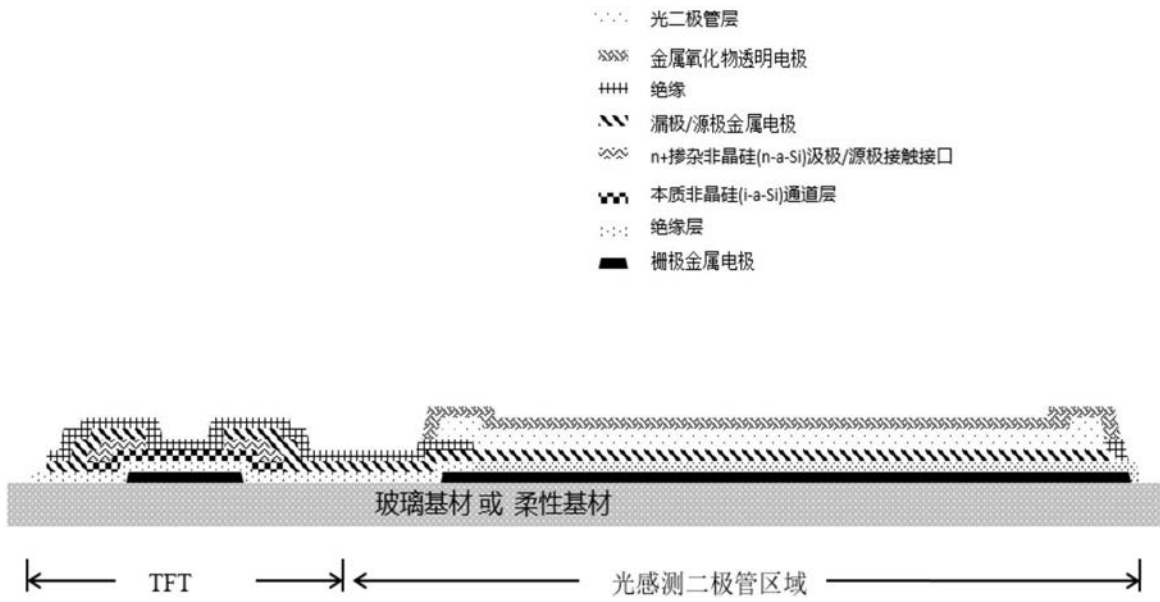 光二极管层
金属氧化物透明电极
绝缘
漏极/源极金属电极
n+掺杂非晶硅(n-a-Si)汲极/源极接触接口
本质非晶硅(i-a-Si)通道层
绝缘层
栅极金属电极
玻璃基材 或 柔性基材
TFT
光感测二极管区域